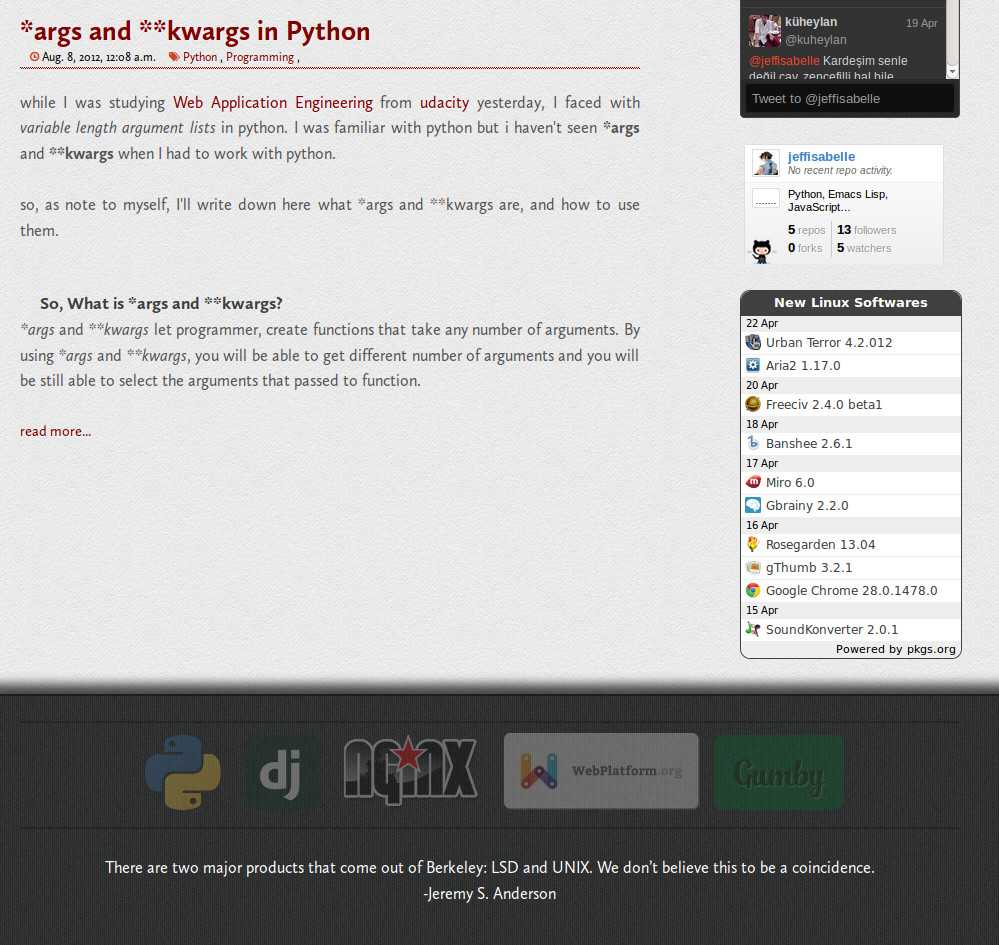 *args and **kwargs in Python
Aug. 8, 2012, 12:08 a.m. Python , Programming ,
while I was studying Web Application Engineering from udacity yesterday, I faced with
variable length argument lists in python. I was familiar with python but i haven't seen *args
and **kwargs when I had to work with python.
so, as note to myself, I'll write down here what *args and **kwargs are, and how to use
them.
So, What is *args and **kwargs?
*args and **kwargs let programmer, create functions that take any number of arguments. By
using *args and **kwargs, you will be able to get different number of arguments and you will
be still able to select the arguments that passed to function.
read more...
küheylan 19 Apr
@kuheylan
@jeffisabelle Kardeşim senle
değil çay, zencefilli bal bile
Tweet to @jeffisabelle
jeffisabelle
No recent repo activity.
Python, Emacs Lisp,
JavaScript...
5 repos 13 followers
0 forks 5 watchers
New Linux Softwares
22 Apr
Urban Terror 4.2.012
Aria2 1.17.0
20 Apr
Freeciv 2.4.0 beta1
18 Apr
Banshee 2.6.1
17 Apr
Miro 6.0
Gbrainy 2.2.0
16 Apr
Rosegarden 13.04
gThumb 3.2.1
Google Chrome 28.0.1478.0
15 Apr
SoundKonverter 2.0.1
Powered by pkgs.org
dj NGINX WebPlatform.org Gumby
There are two major products that come out of Berkeley: LSD and UNIX. We don't believe this to be a coincidence.
-Jeremy S. Anderson